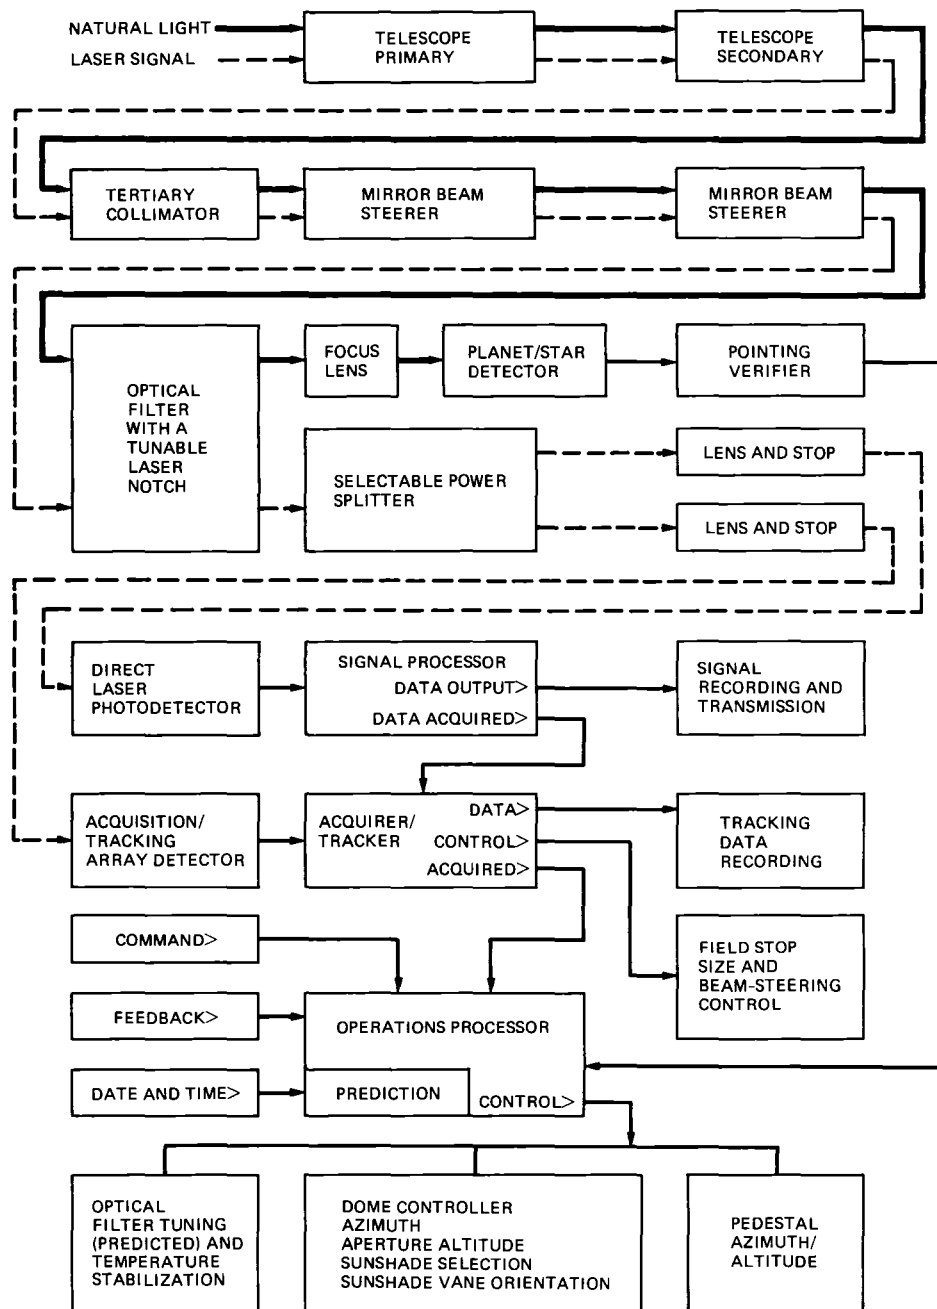 NATURAL LIGHT
LASER SIGNAL
TELESCOPE
PRIMARY
TELESCOPE
SECONDARY
TERTIARY
COLLIMATOR
MIRROR BEAM
STEERER
MIRROR BEAM
STEERER
OPTICAL
FILTER
WITH A
TUNABLE
LASER
NOTCH
FOCUS
LENS
PLANET/STAR
DETECTOR
POINTING
VERIFIER
SELECTABLE POWER
SPLITTER
LENS AND STOP
LENS AND STOP
DIRECT
LASER
PHOTODETECTOR
SIGNAL PROCESSOR
DATA OUTPUT>
DATA ACQUIRED>
SIGNAL
RECORDING AND
TRANSMISSION
ACQUISITION/
TRACKING
ARRAY DETECTOR
ACQUIRER/
TRACKER
DATA>
CONTROL>
ACQUIRED>
TRACKING
DATA
RECORDING
COMMAND>
FIELD STOP
SIZE AND
BEAM-STEERING
CONTROL
FEEDBACK>
OPERATIONS PROCESSOR
DATE AND TIME>
PREDICTION
CONTROL>
OPTICAL
FILTER TUNING
(PREDICTED) AND
TEMPERATURE
STABILIZATION
DOME CONTROLLER
AZIMUTH
APERTURE ALTITUDE
SUNSHADE SELECTION
SUNSHADE VANE ORIENTATION
PEDESTAL
AZIMUTH/
ALTITUDE